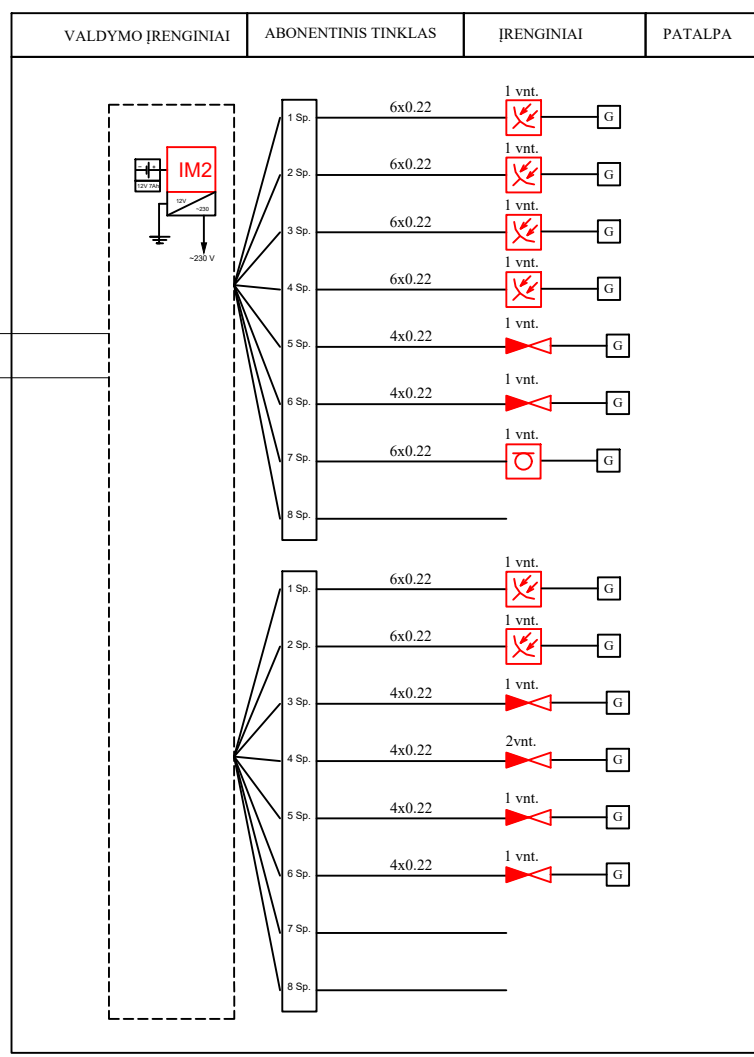 VALDYMO ĮRENGINIAI ABONENTINIS TINKLAS ĮRENGINIAI PATALPA
1 vnt.
1 Sp. 6x0.22 G
1 vnt.
2 Sp. 6x0.22 G
IM2
- +
12V 7Ah
12V
~230
~230 V
1 vnt.
3 Sp. 6x0.22 G
1 vnt.
4 Sp. 6x0.22 G
1 vnt.
5 Sp. 4x0.22 G
1 vnt.
6 Sp. 4x0.22 G
1 vnt.
7 Sp. 6x0.22 G
8 Sp.
1 vnt.
1 Sp. 6x0.22 G
1 vnt.
2 Sp. 6x0.22 G
1 vnt.
3 Sp. 4x0.22 G
2vnt.
4 Sp. 4x0.22 G
1 vnt.
5 Sp. 4x0.22 G
1 vnt.
6 Sp. 4x0.22 G
7 Sp.
8 Sp.